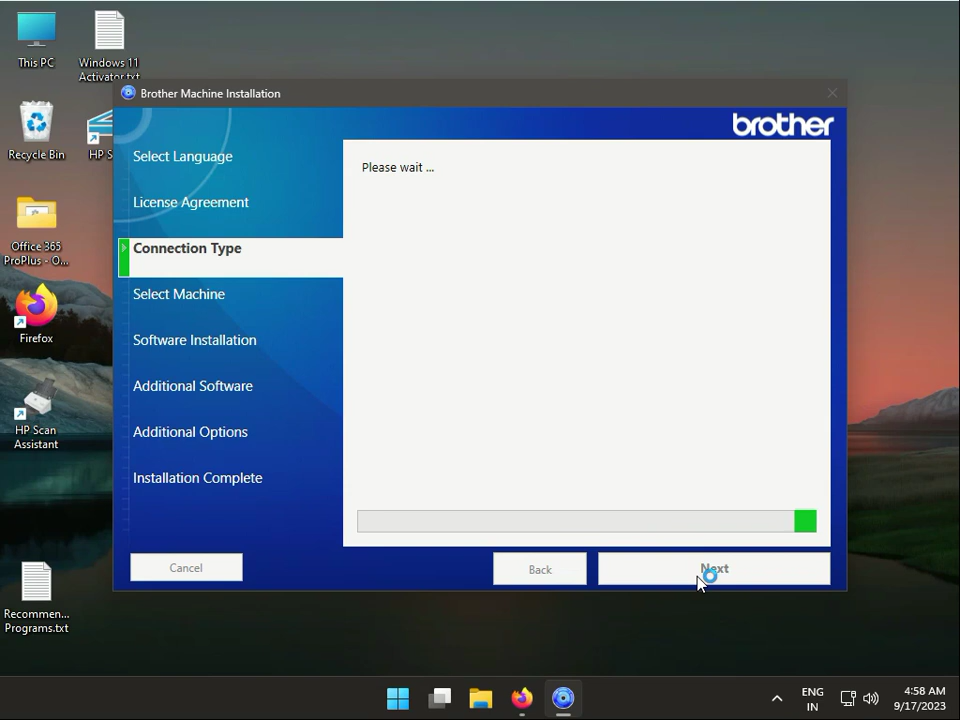 This PC
Windows 11
Activator.txt
Recycle Bin
HP S
Office 365
ProPlus - O...
Firefox
HP Scan
Assistant
Recommen...
Programs.txt
Brother Machine Installation
brother
Select Language
License Agreement
Connection Type
Select Machine
Software Installation
Additional Software
Additional Options
Installation Complete
Please wait ...
Cancel
Back
Next
ENG
IN
4:58 AM
9/17/2023